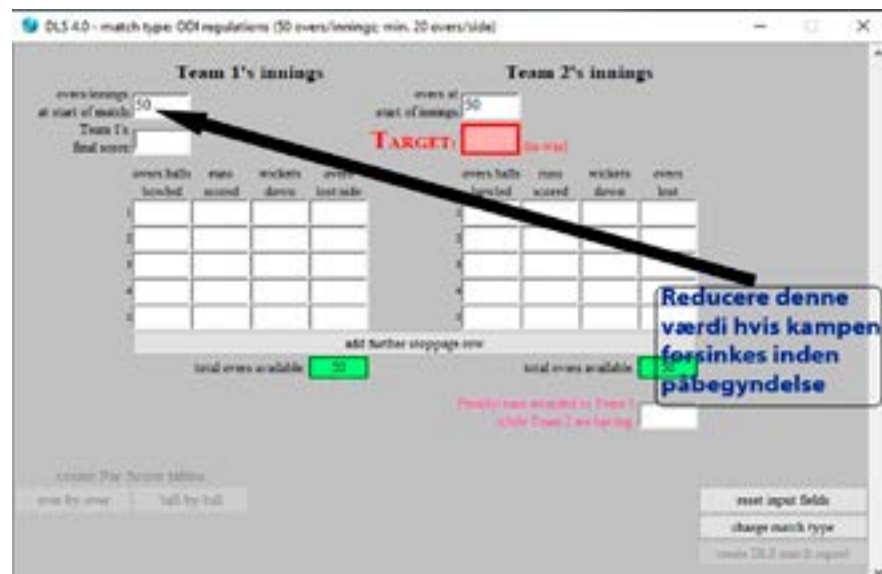 DLS 4.0 - match type: ODI regulations (50 overs/innings; min. 20 overs/side)
Team 1's innings
Team 2's innings
overs/innings
at start of match:
50
overs at
start of innings:
50
Team 1's
final score:
TARGET:
(to win)
overs.balls runs wickets overs
bowled scored down lost/side
overs.balls runs wickets overs
bowled scored down lost
1
2
3
4
5
1
2
3
4
5
Reducere denne
værdi hvis kampen
forsinkes inden
påbegyndelse
add further stoppage row
total overs available
50
total overs available
Penalty runs awarded to Team 1
while Team 2 are batting
create Par Score tables
over by over
ball by ball
reset input fields
change match type
create DLS match report